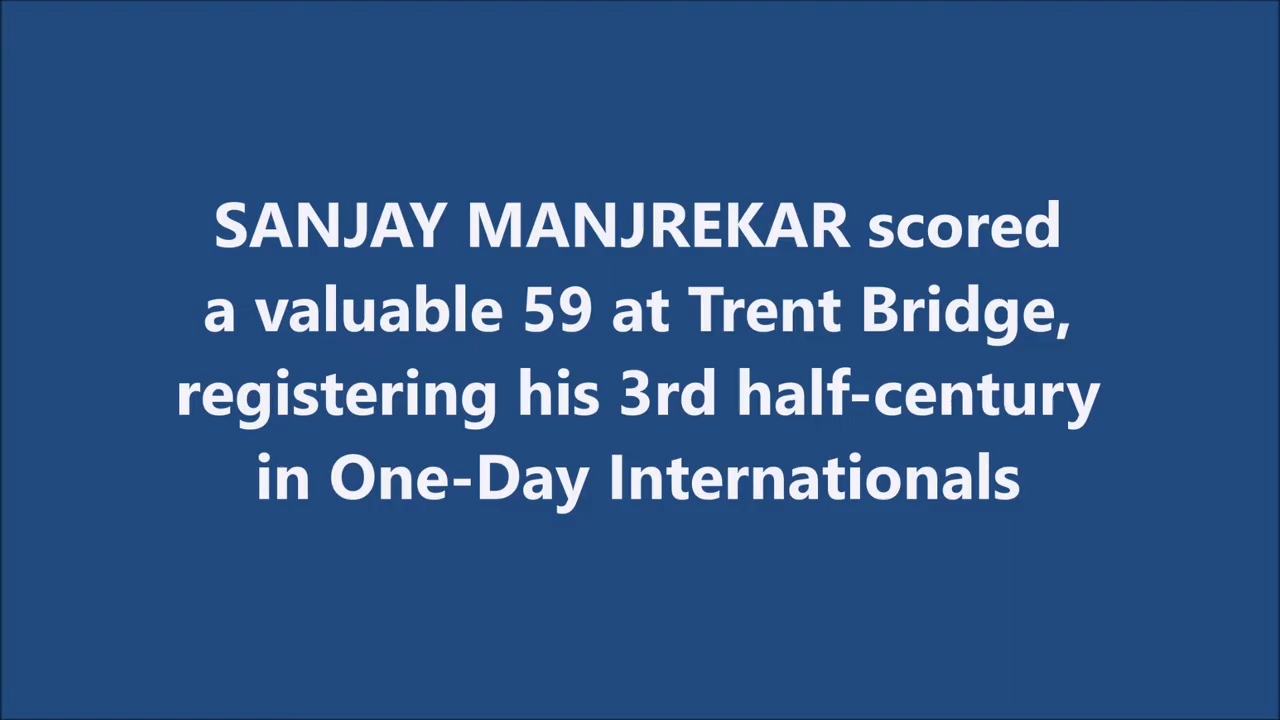 SANJAY MANJREKAR scored
a valuable 59 at Trent Bridge,
registering his 3rd half-century
in One-Day Internationals